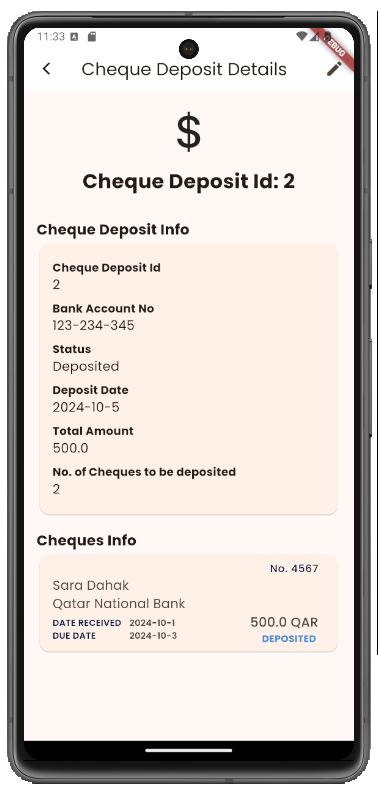 11:33
DEBUG
Cheque Deposit Details
$
Cheque Deposit Id: 2
Cheque Deposit Info
Cheque Deposit Id
2
Bank Account No
123-234-345
Status
Deposited
Deposit Date
2024-10-5
Total Amount
500.0
No. of Cheques to be deposited
2
Cheques Info
No. 4567
Sara Dahak
Qatar National Bank
DATE RECEIVED 2024-10-1
500.0 QAR
DUE DATE 2024-10-3
DEPOSITED